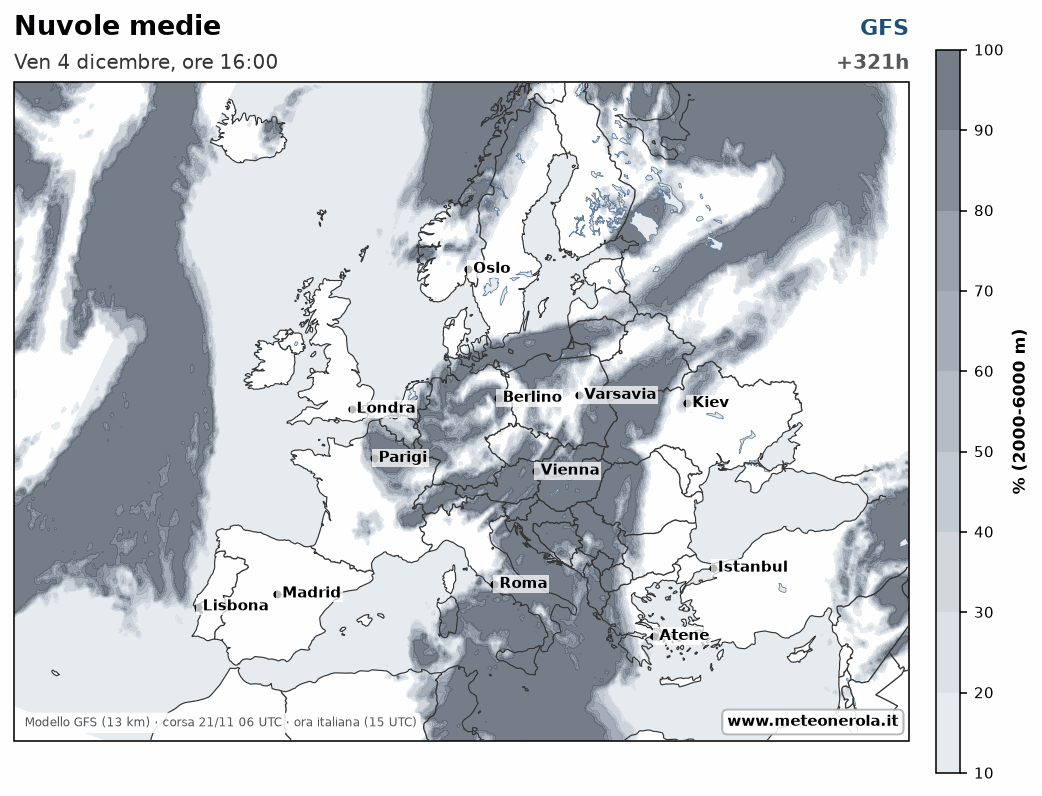 Nuvole medie
GFS
Ven 4 dicembre, ore 16:00
+321h
Oslo
Londra
Berlino
Varsavia
Kiev
Parigi
Vienna
Madrid
Lisbona
Roma
Istanbul
Atene
Modello GFS (13 km) · corsa 21/11 06 UTC · ora italiana (15 UTC)
www.meteonerola.it
100
90
80
70
60
50
40
30
20
10
% (2000-6000 m)